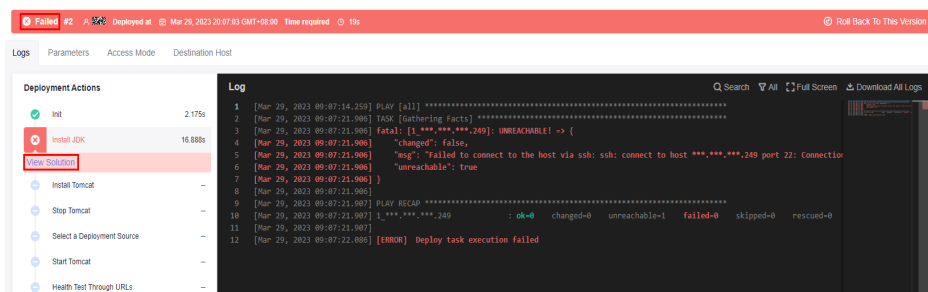 Failed #2 A Deployed at Mar 29, 2023 20:07:03 GMT+08:00 Time required 19s Roll Back To This Version
Logs Parameters Access Mode Destination Host
Deployment Actions
Init 2.175s
Install JDK 16.888s
View Solution
Install Tomcat --
Stop Tomcat --
Select a Deployment Source --
Start Tomcat --
Health Test Through URLs --
Log Search All Full Screen Download All Logs
1 [Mar 29, 2023 09:07:14.259] PLAY [all] ********************************************************************
2 [Mar 29, 2023 09:07:21.906] TASK [Gathering Facts] ********************************************************
3 [Mar 29, 2023 09:07:21.906] fatal: [1_***.***.***.249]: UNREACHABLE! => {
4 [Mar 29, 2023 09:07:21.906] "changed": false,
5 [Mar 29, 2023 09:07:21.906] "msg": "Failed to connect to the host via ssh: ssh: connect to host ***.***.***.249 port 22: Connection
6 [Mar 29, 2023 09:07:21.906] "unreachable": true
7 [Mar 29, 2023 09:07:21.906] }
8 [Mar 29, 2023 09:07:21.906]
9 [Mar 29, 2023 09:07:21.907] PLAY RECAP ********************************************************************
10 [Mar 29, 2023 09:07:21.907] 1_***.***.***.249 : ok=0 changed=0 unreachable=1 failed=0 skipped=0 rescued=0
11 [Mar 29, 2023 09:07:21.907]
12 [Mar 29, 2023 09:07:22.086] [ERROR] Deploy task execution failed